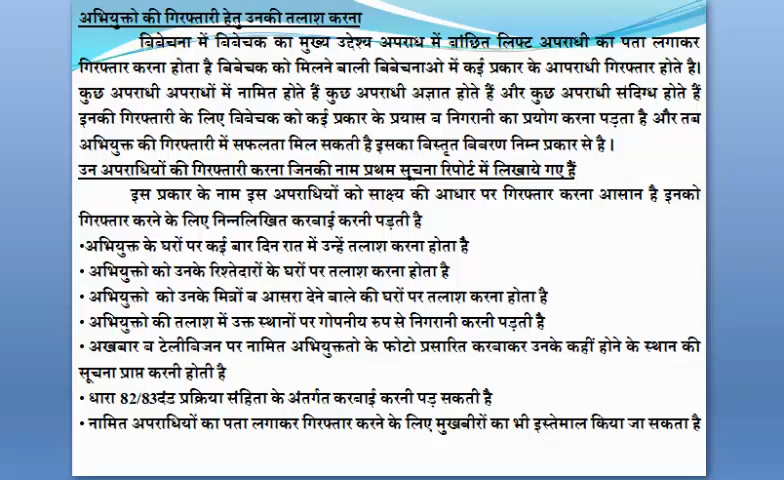 अभियुक्तो की गिरफ्तारी हेतु उनकी तलाश करना
बिबेचना में बिबेचक का मुख्य उद्देश्य अपराध में बांछित लिफ्ट अपराधी का पता लगाकर
गिरफ्तार करना होता है बिबेचक को मिलने बाली बिबेचनाओ में कई प्रकार के आपराधी गिरफ्तार होते है।
कुछ अपराधी अपराधों में नामित होते हैं कुछ अपराधी अज्ञात होते हैं और कुछ अपराधी संदिग्ध होते हैं
इनकी गिरफ्तारी के लिए बिबेचक को कई प्रकार के प्रयास ब निगरानी का प्रयोग करना पड़ता है और तब
अभियुक्त की गिरफ्तारी में सफलता मिल सकती है इसका बिस्तृत बिबरण निम्न प्रकार से है ।
उन अपराधियों की गिरफ्तारी करना जिनकी नाम प्रथम सूचना रिपोर्ट में लिखाये गए हैं
इस प्रकार के नाम इस अपराधियों को साक्ष्य की आधार पर गिरफ्तार करना आसान है इनको
गिरफ्तार करने के लिए निन्नलिखित करबाई करनी पड़ती है
•अभियुक्त के घरों पर कई बार दिन रात में उन्हें तलाश करना होता है
• अभियुक्तो को उनके रिश्तेदारों के घरों पर तलाश करना होता है
• अभियुक्तो को उनके मित्रों ब आसरा देने बाले की घरों पर तलाश करना होता है
• अभियुक्तो की तलाश में उक्त स्थानों पर गोपनीय रुप से निगरानी करनी पड़ती है
• अखबार ब टेलीबिजन पर नामित अभियुक्ततो के फोटो प्रसारित करबाकर उनके कहीं होने के स्थान की
सूचना प्राप्त करनी होती है
• धारा 82/83दंड प्रक्रिया संहिता के अंतर्गत करबाई करनी पड़ सकती है
• नामित अपराधियों का पता लगाकर गिरफ्तार करने के लिए मुखबीरों का भी इस्तेमाल किया जा सकता है